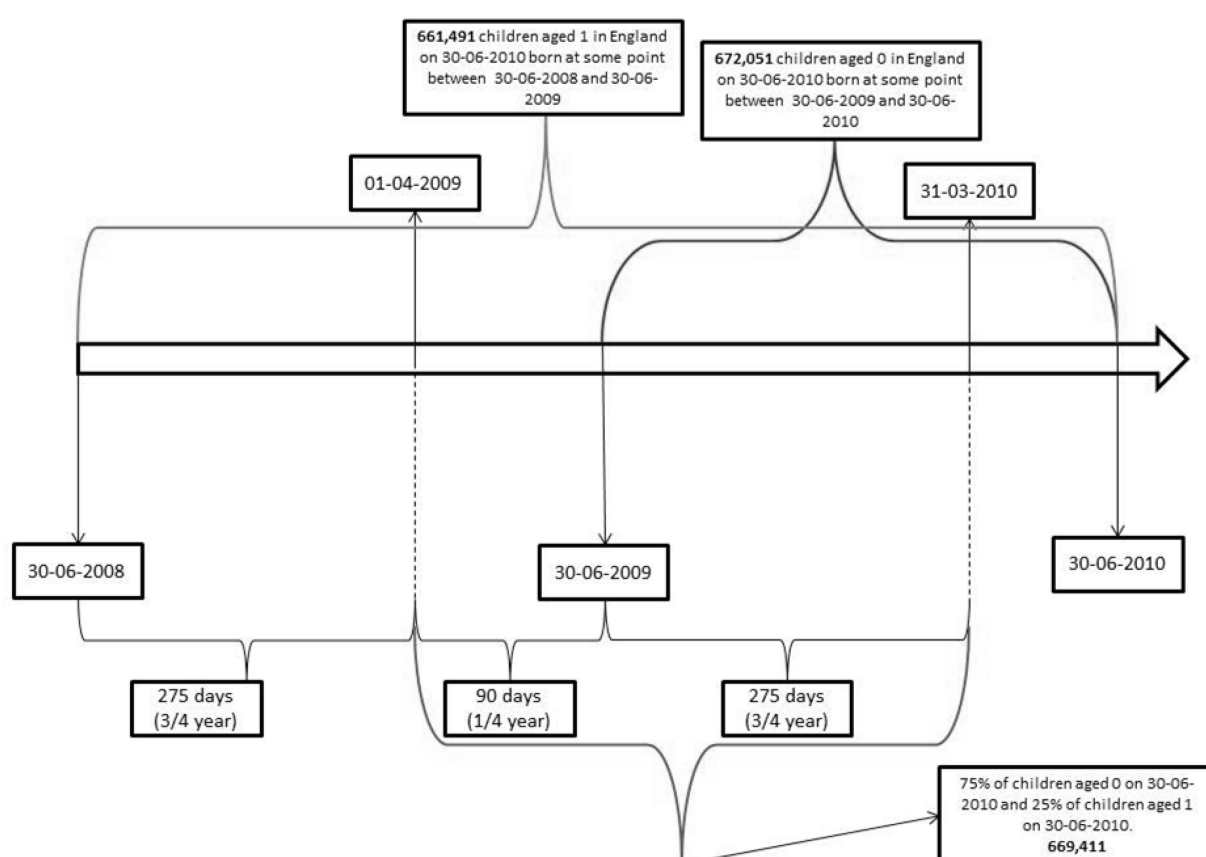 661,491 children aged 1 in England
on 30-06-2010 born at some point
between 30-06-2008 and 30-06-
2009
672,051 children aged 0 in England
on 30-06-2010 born at some point
between 30-06-2009 and 30-06-
2010
01-04-2009
31-03-2010
30-06-2008
30-06-2009
30-06-2010
275 days
(3/4 year)
90 days
(1/4 year)
275 days
(3/4 year)
75% of children aged 0 on 30-06-
2010 and 25% of children aged 1
on 30-06-2010.
669,411